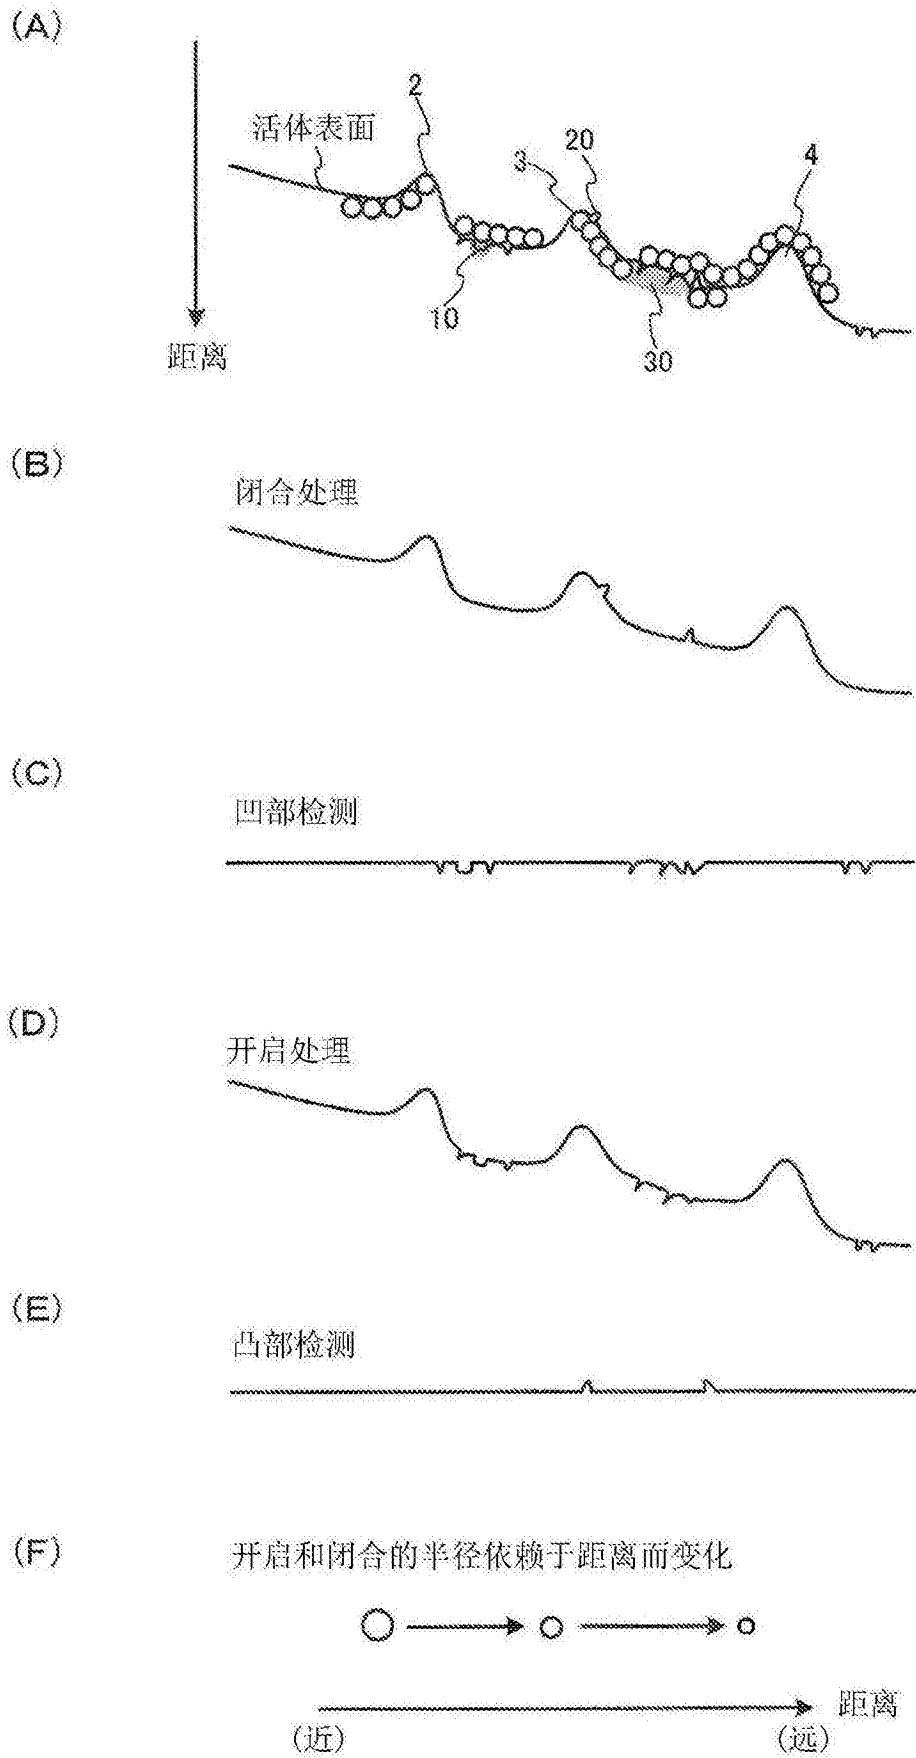 (A)
2
活体表面
3
20
4
10
30
距离
(B)
闭合处理
(C)
凹部检测
(D)
开启处理
(E)
凸部检测
(F)
开启和闭合的半径依赖于距离而变化
距离
(近)
(远)